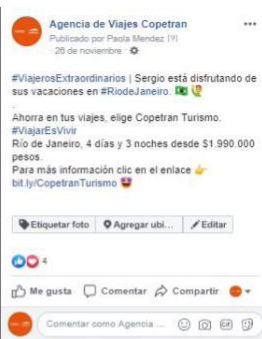 Agencia de Viajes Copetran
Publicado por Paola Mendez [?]
· 26 de noviembre ·
#ViajerosExtraordinarios | Sergio está disfrutando de
sus vacaciones en #RiodeJaneiro.
.
Ahora en tus viajes, elige Copetran Turismo.
#ViajarEsVivir
Río de Janeiro, 4 días y 3 noches desde $1.990.000
pesos.
Para más información clic en el enlace
bit.ly/CopetranTurismo
Etiquetar foto Agregar ubi... Editar
4
Me gusta Comentar Compartir
Comentar como Agencia ... GIF